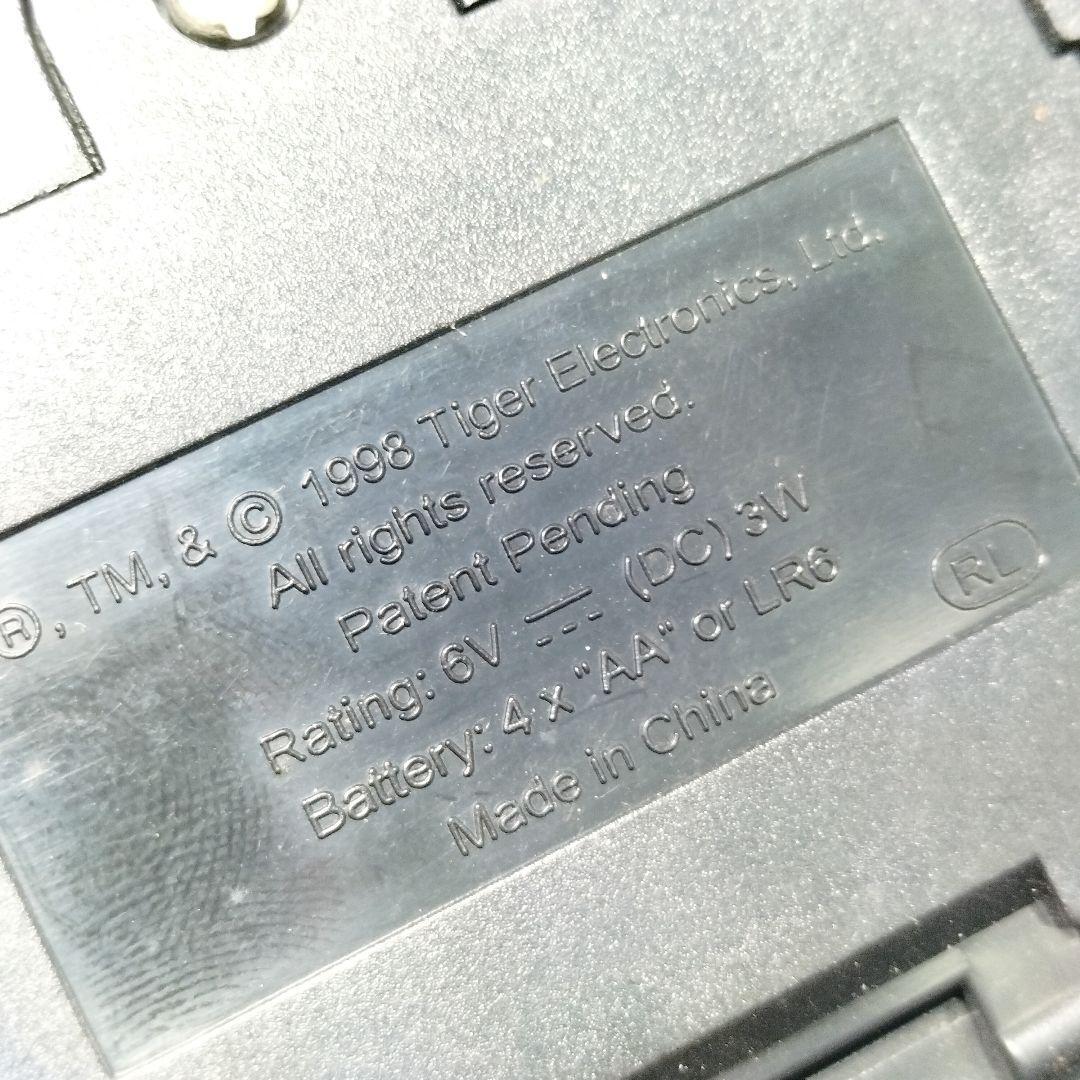 ®, TM, & © 1998 Tiger Electronics, Ltd.
All rights reserved.
Patent Pending
Rating: 6V ⎓ (DC) 3W
Battery: 4 x "AA" or LR6
Made in China
RL